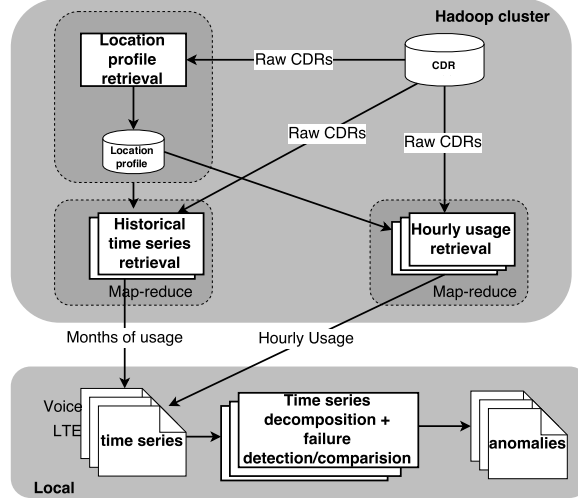 Hadoop cluster
Location
profile
retrieval
Raw CDRs
CDR
Raw CDRs
Raw CDRs
Location
profile
Historical
time series
retrieval
Map-reduce
Hourly usage
retrieval
Map-reduce
Months of usage
Hourly Usage
Voice
LTE
time series
Time series
decomposition +
failure
detection/comparision
anomalies
Local